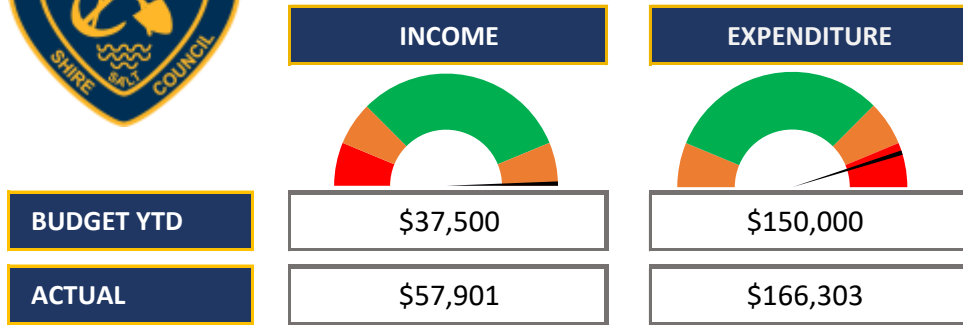 SHIRE SALT COUNCIL
INCOME EXPENDITURE
BUDGET YTD $37,500 $150,000
ACTUAL $57,901 $166,303